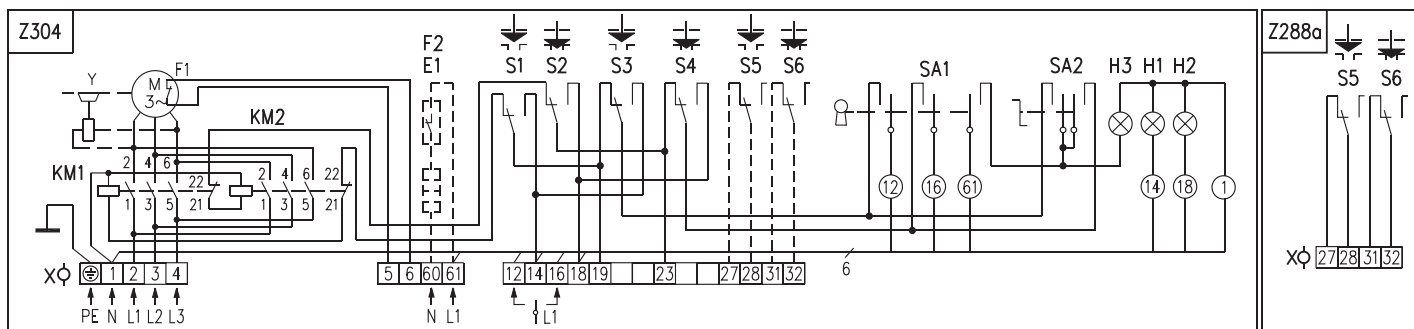 Z304
Z288a
F2
E1
S1
S2
S3
S4
S5
S6
SA1
SA2
H3
H1
H2
S5
S6
Y
M
3~
F1
KM2
KM1
2
4
6
22
1
3
5
21
2
4
6
22
1
3
5
21
12
16
61
14
18
1
6
X
1
2
3
4
5
6
60
61
12
14
16
18
19
23
27
28
31
32
X
27
28
31
32
PE
N
L1
L2
L3
N
L1
L1